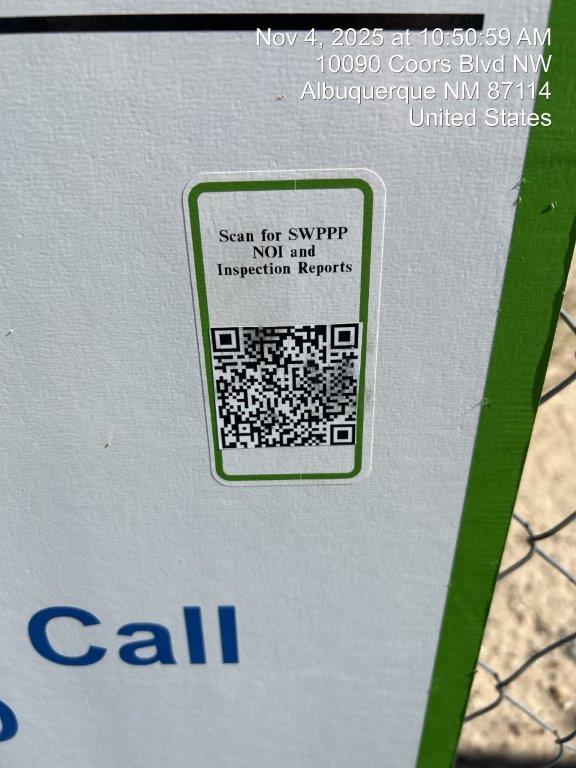 Nov 4, 2025 at 10:50:59 AM
10090 Coors Blvd NW
Albuquerque NM 87114
United States
Scan for SWPPP
NOI and
Inspection Reports
Call